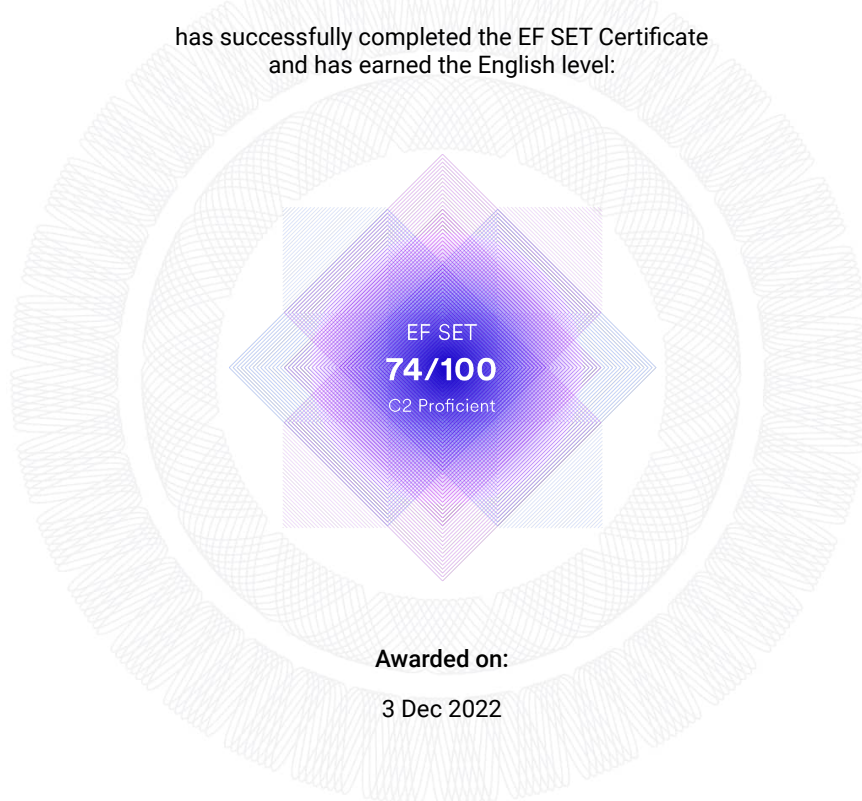 has successfully completed the EF SET Certificate
and has earned the English level:
EF SET
74/100
C2 Proficient
Awarded on:
3 Dec 2022